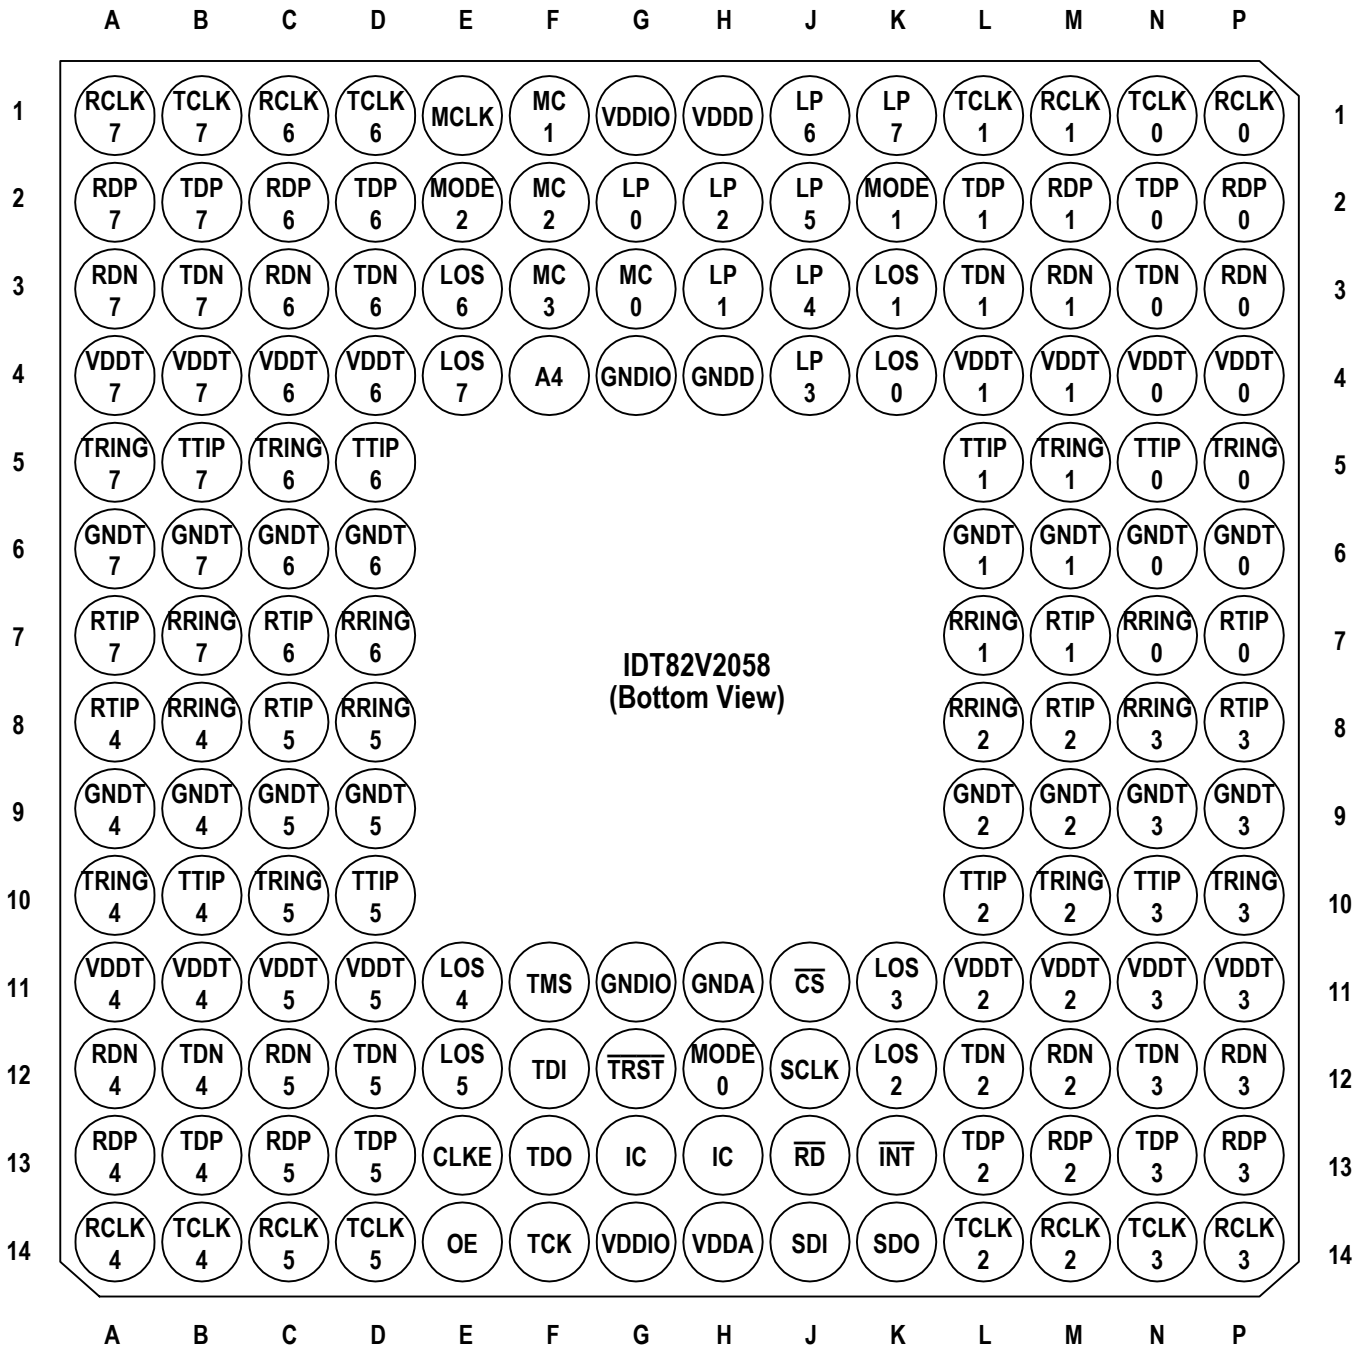 A B C D E F G H J K L M N P
1 RCLK 7 TCLK 7 RCLK 6 TCLK 6 MCLK MC 1 VDDIO VDDD LP 6 LP 7 TCLK 1 RCLK 1 TCLK 0 RCLK 0 1
2 RDP 7 TDP 7 RDP 6 TDP 6 MODE 2 MC 2 LP 0 LP 2 LP 5 MODE 1 TDP 1 RDP 1 TDP 0 RDP 0 2
3 RDN 7 TDN 7 RDN 6 TDN 6 LOS 6 MC 3 MC 0 LP 1 LP 4 LOS 1 TDN 1 RDN 1 TDN 0 RDN 0 3
4 VDDT 7 VDDT 7 VDDT 6 VDDT 6 LOS 7 A4 GNDIO GNDD LP 3 LOS 0 VDDT 1 VDDT 1 VDDT 0 VDDT 0 4
5 TRING 7 TTIP 7 TRING 6 TTIP 6 TTIP 1 TRING 1 TTIP 0 TRING 0 5
6 GNDT 7 GNDT 7 GNDT 6 GNDT 6 GNDT 1 GNDT 1 GNDT 0 GNDT 0 6
7 RTIP 7 RRING 7 RTIP 6 RRING 6 RRING 1 RTIP 1 RRING 0 RTIP 0 7
IDT82V2058
(Bottom View)
8 RTIP 4 RRING 4 RTIP 5 RRING 5 RRING 2 RTIP 2 RRING 3 RTIP 3 8
9 GNDT 4 GNDT 4 GNDT 5 GNDT 5 GNDT 2 GNDT 2 GNDT 3 GNDT 3 9
10 TRING 4 TTIP 4 TRING 5 TTIP 5 TTIP 2 TRING 2 TTIP 3 TRING 3 10
11 VDDT 4 VDDT 4 VDDT 5 VDDT 5 LOS 4 TMS GNDIO GNDA CS LOS 3 VDDT 2 VDDT 2 VDDT 3 VDDT 3 11
12 RDN 4 TDN 4 RDN 5 TDN 5 LOS 5 TDI TRST MODE 0 SCLK LOS 2 TDN 2 RDN 2 TDN 3 RDN 3 12
13 RDP 4 TDP 4 RDP 5 TDP 5 CLKE TDO IC IC RD INT TDP 2 RDP 2 TDP 3 RDP 3 13
14 RCLK 4 TCLK 4 RCLK 5 TCLK 5 OE TCK VDDIO VDDA SDI SDO TCLK 2 RCLK 2 TCLK 3 RCLK 3 14
A B C D E F G H J K L M N P